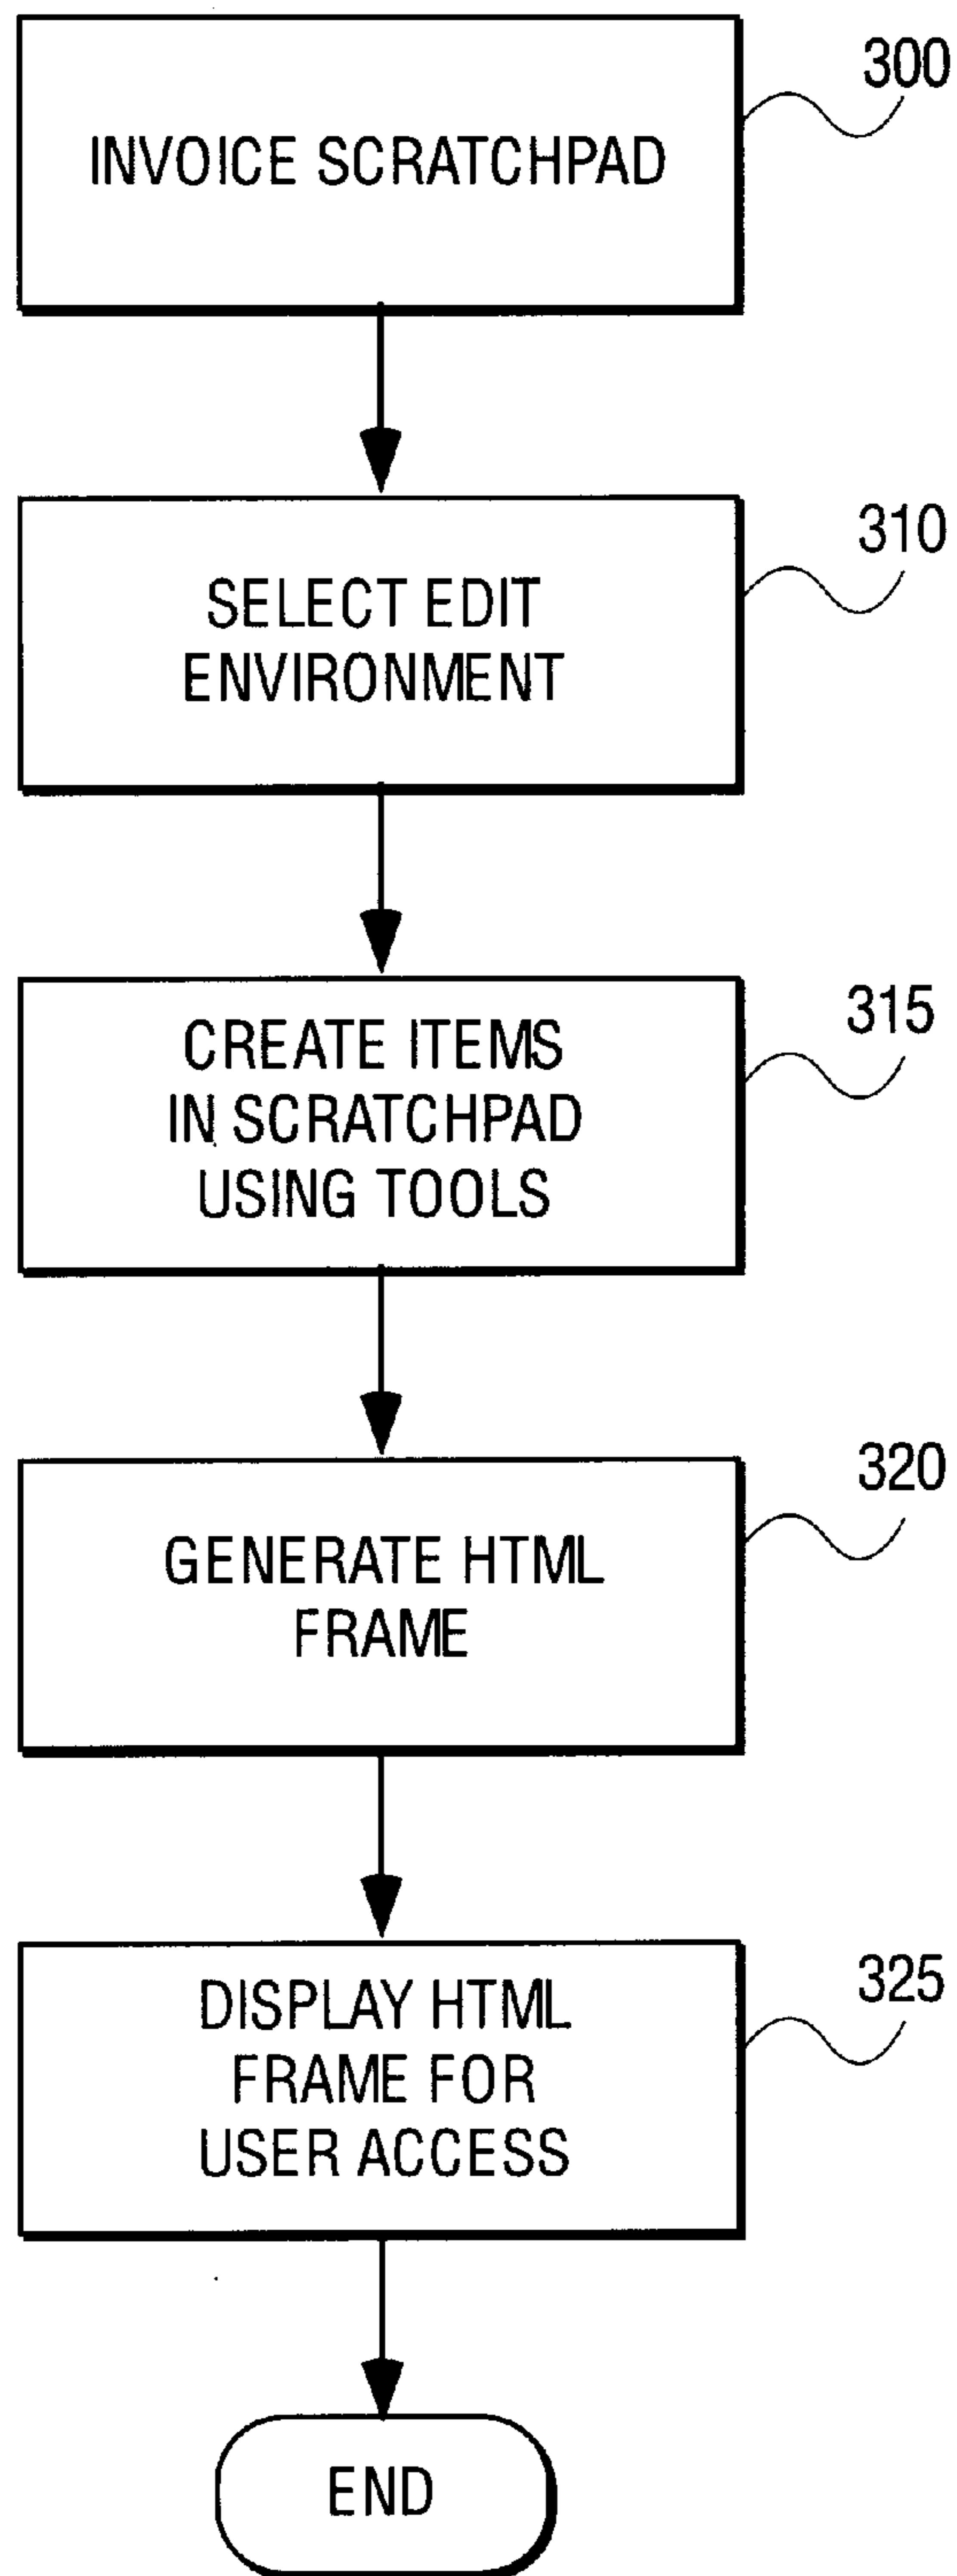 300
INVOICE SCRATCHPAD
310
SELECT EDIT
ENVIRONMENT
315
CREATE ITEMS
IN SCRATCHPAD
USING TOOLS
320
GENERATE HTML
FRAME
325
DISPLAY HTML
FRAME FOR
USER ACCESS
END